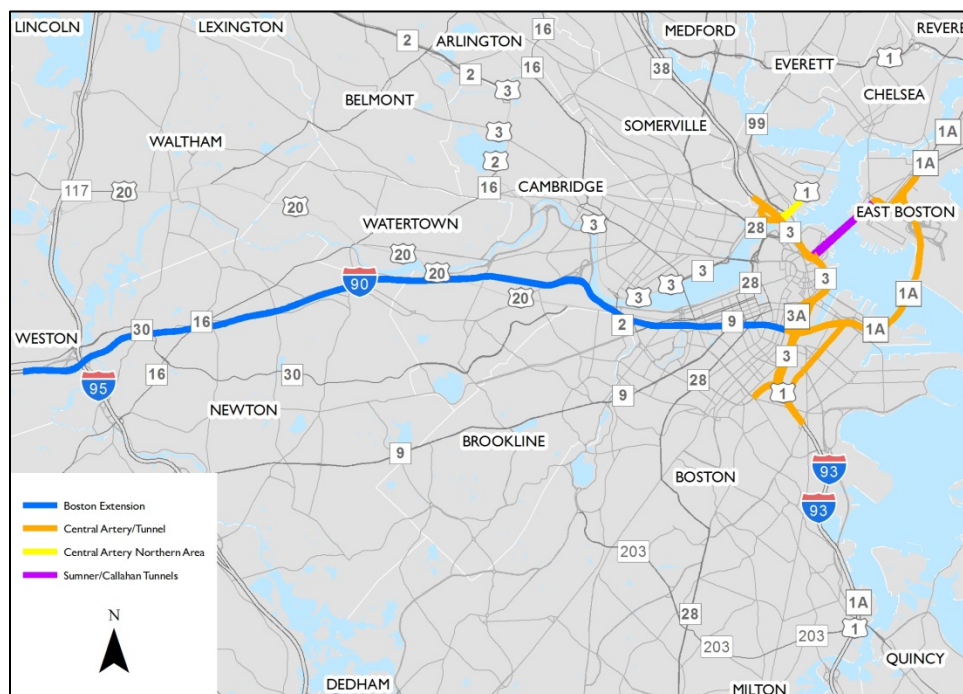 LINCOLN
LEXINGTON
2
16
ARLINGTON
MEDFORD
REVERE
16
38
EVERETT
1
2
3
CHELSEA
BELMONT
SOMERVILLE
99
1A
WALTHAM
3
2
1A
117
20
16
CAMBRIDGE
1
20
EAST BOSTON
WATERTOWN
3
28
3
20
20
3
3
28
3
90
20
3
1A
30
16
2
9
3A
1A
WESTON
3
95
16
30
28
1
NEWTON
9
BROOKLINE
9
BOSTON
93
93
Boston Extension
Central Artery/Tunnel
Central Artery Northern Area
Sumner/Callahan Tunnels
203
1A
28
N
203
203
1
QUINCY
DEDHAM
MILTON